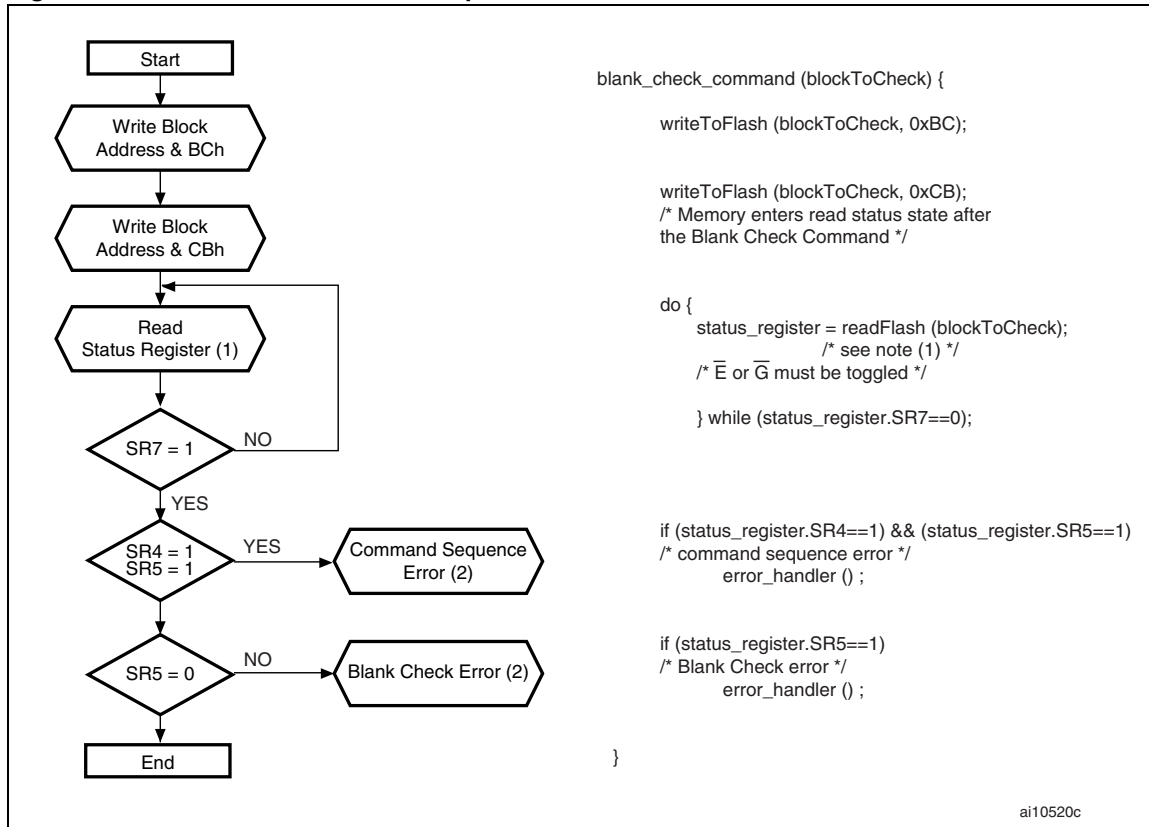 Start
Write Block
Address & BCh
Write Block
Address & CBh
Read
Status Register (1)
SR7 = 1
NO
YES
SR4 = 1
SR5 = 1
YES
Command Sequence
Error (2)
SR5 = 0
NO
Blank Check Error (2)
End
blank_check_command (blockToCheck) {
writeToFlash (blockToCheck, 0xBC);
writeToFlash (blockToCheck, 0xCB);
/* Memory enters read status state after
the Blank Check Command */
do {
status_register = readFlash (blockToCheck);
/* see note (1) */
/* E̅ or G̅ must be toggled */
} while (status_register.SR7==0);
if (status_register.SR4==1) && (status_register.SR5==1)
/* command sequence error */
error_handler () ;
if (status_register.SR5==1)
/* Blank Check error */
error_handler () ;
}
ai10520c